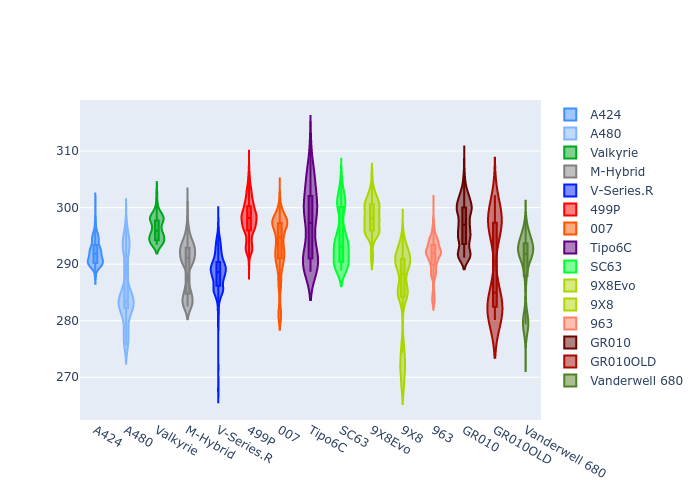 310
300
290
280
270
A424
A480
Valkyrie
M-Hybrid
V-Series.R
499P
007
Tipo6C
SC63
9X8Evo
9X8
963
GR010
GR010OLD
Vanderwell 680
A424
A480
Valkyrie
M-Hybrid
V-Series.R
499P
007
Tipo6C
SC63
9X8Evo
9X8
963
GR010
GR010OLD
Vanderwell 680